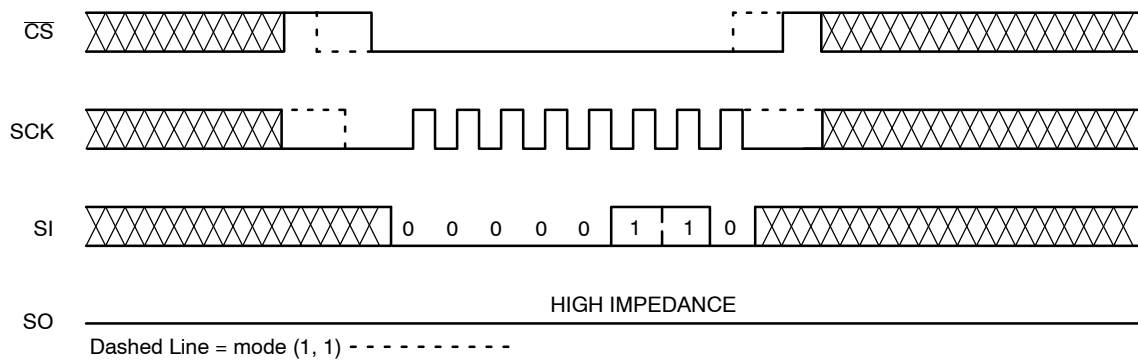 CS
SCK
SI 0 0 0 0 0 1 1 0
HIGH IMPEDANCE
SO
Dashed Line = mode (1, 1) - - - - - - - - - -